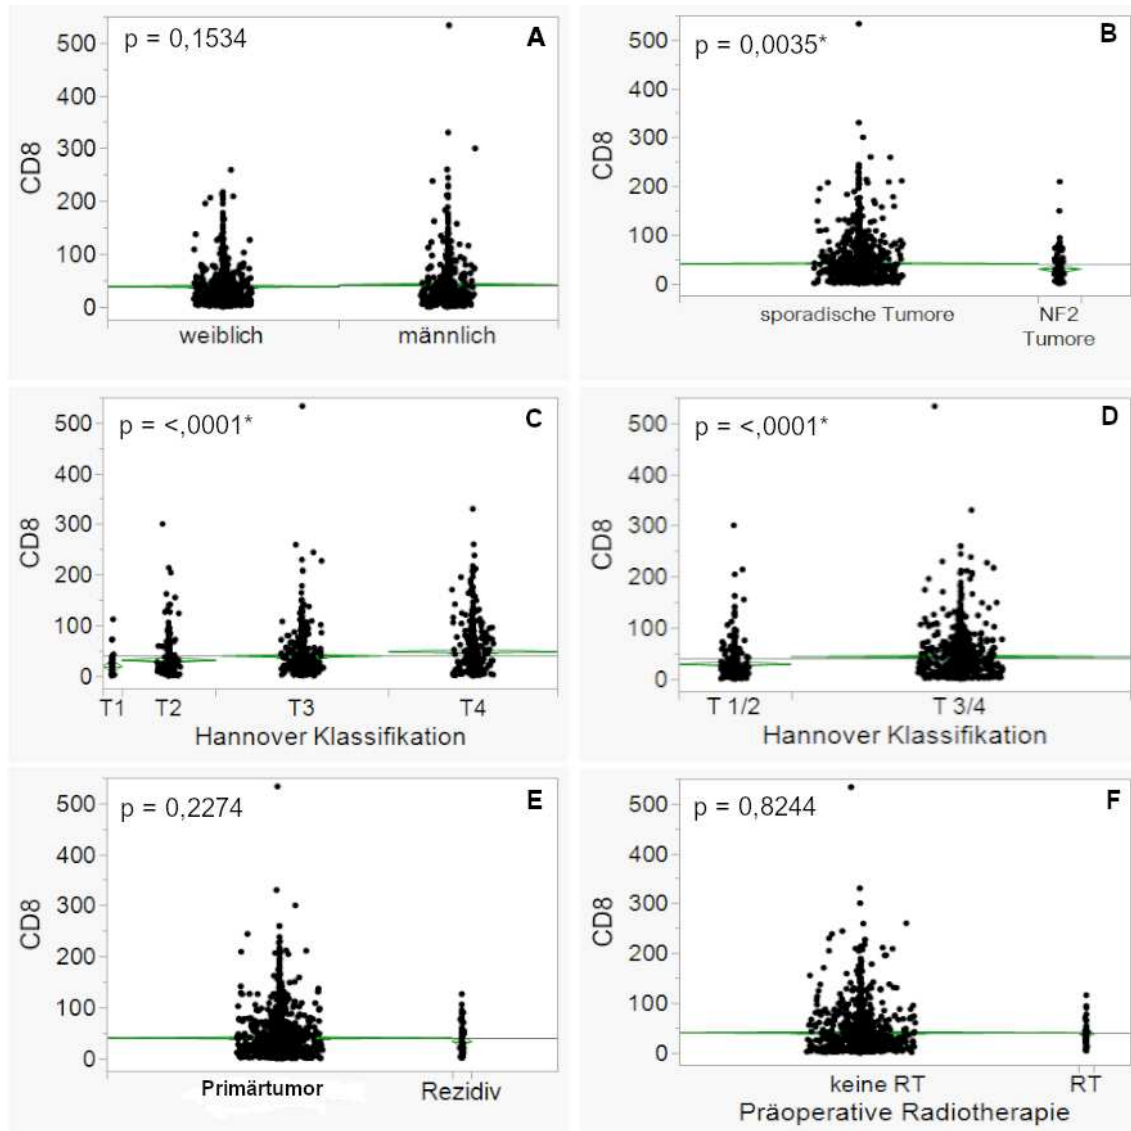 A
p = 0,1534
CD8
500
400
300
200
100
0
weiblich
männlich
B
p = 0,0035*
CD8
500
400
300
200
100
0
sporadische Tumore
NF2
Tumore
C
p = <,0001*
CD8
500
400
300
200
100
0
T1
T2
T3
T4
Hannover Klassifikation
D
p = <,0001*
CD8
500
400
300
200
100
0
T 1/2
T 3/4
Hannover Klassifikation
E
p = 0,2274
CD8
500
400
300
200
100
0
Primärtumor
Rezidiv
F
p = 0,8244
CD8
500
400
300
200
100
0
keine RT
RT
Präoperative Radiotherapie